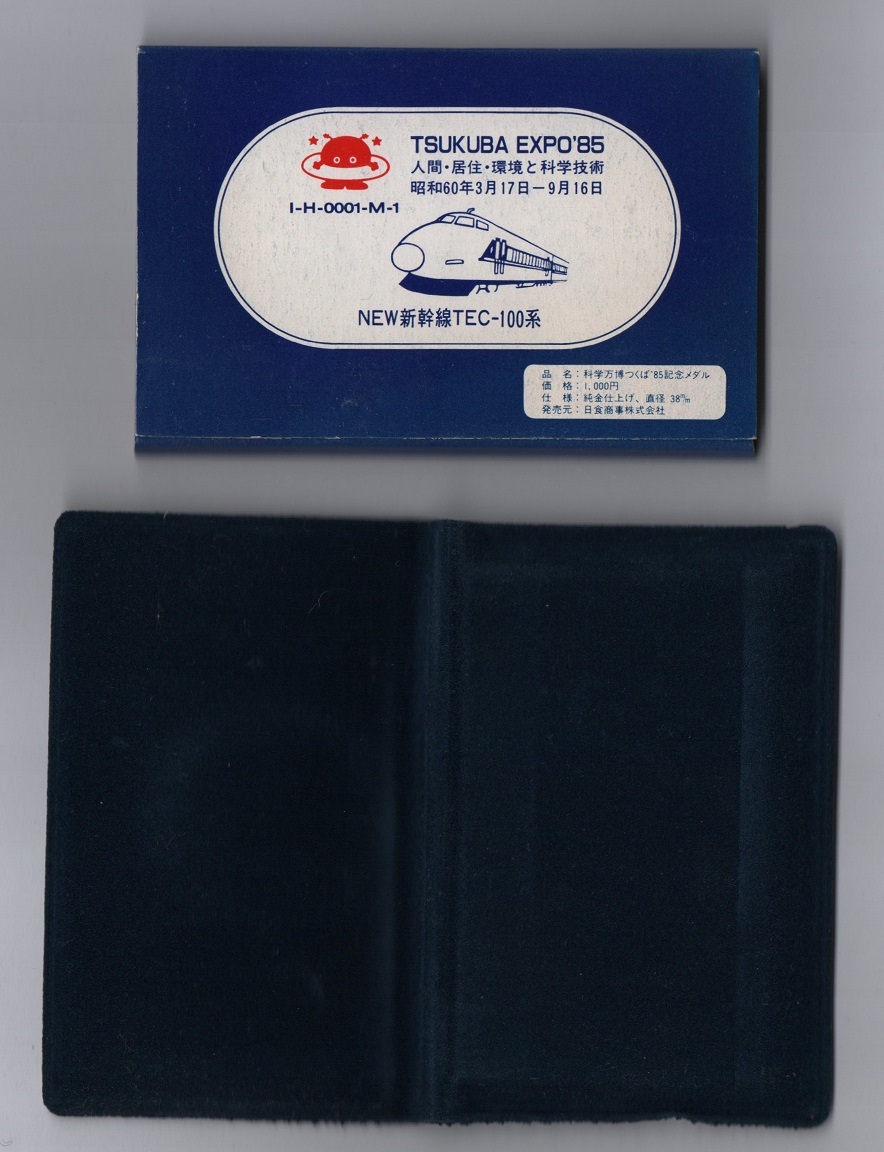 TSUKUBA EXPO'85
人間・居住・環境と科学技術
昭和60年3月17日−9月16日
I-H-0001-M-1
NEW新幹線TEC-100系
品 名：科学万博つくば'85記念メダル
価 格：1,000円
仕 様：純金仕上げ、直径 38m/m
発売元：日食商事株式会社